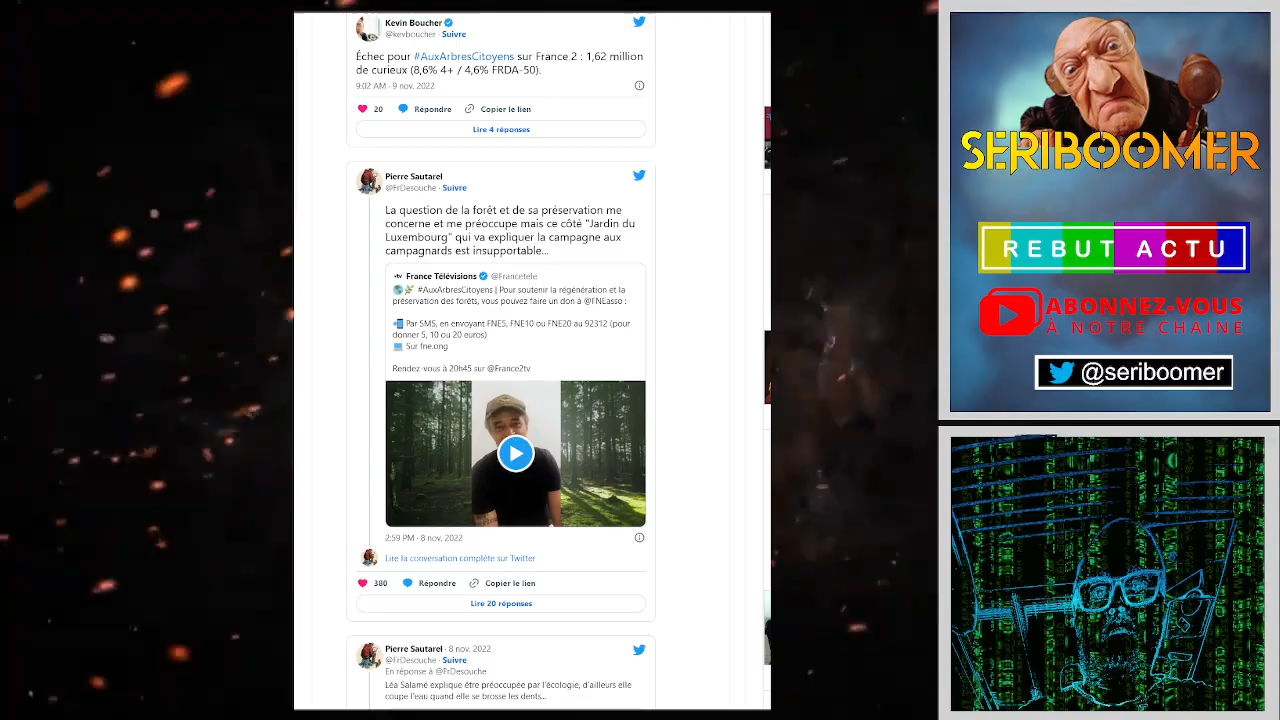 Kevin Boucher
@kevboucher · Suivre
Échec pour #AuxArbresCitoyens sur France 2 : 1,62 million
de curieux (8,6% 4+ / 4,6% FRDA-50).
9:02 AM · 9 nov. 2022
20 Répondre Copier le lien
Lire 4 réponses
Pierre Sautarel
@FrDesouche · Suivre
La question de la forêt et de sa préservation me
concerne et me préoccupe mais ce côté "Jardin du
Luxembourg" qui va expliquer la campagne aux
campagnards est insupportable...
France Télévisions @Francetele
#AuxArbresCitoyens | Pour soutenir la régénération et la
préservation des forêts, vous pouvez faire un don à @FNEasso :
Par SMS, en envoyant FNE5, FNE10 ou FNE20 au 92312 (pour
donner 5, 10 ou 20 euros)
Sur fne.ong
Rendez-vous à 20h45 sur @France2tv
2:59 PM · 8 nov. 2022
Lire la conversation complète sur Twitter
380 Répondre Copier le lien
Lire 20 réponses
Pierre Sautarel · 8 nov. 2022
@FrDesouche · Suivre
En réponse à @FrDesouche
Léa Salamé explique être préoccupée par l'écologie, d'ailleurs elle
coupe l'eau quand elle se brosse les dents...
SERIBOOMER
REBUT ACTU
ABONNEZ-VOUS
À NOTRE CHAINE
@seriboomer